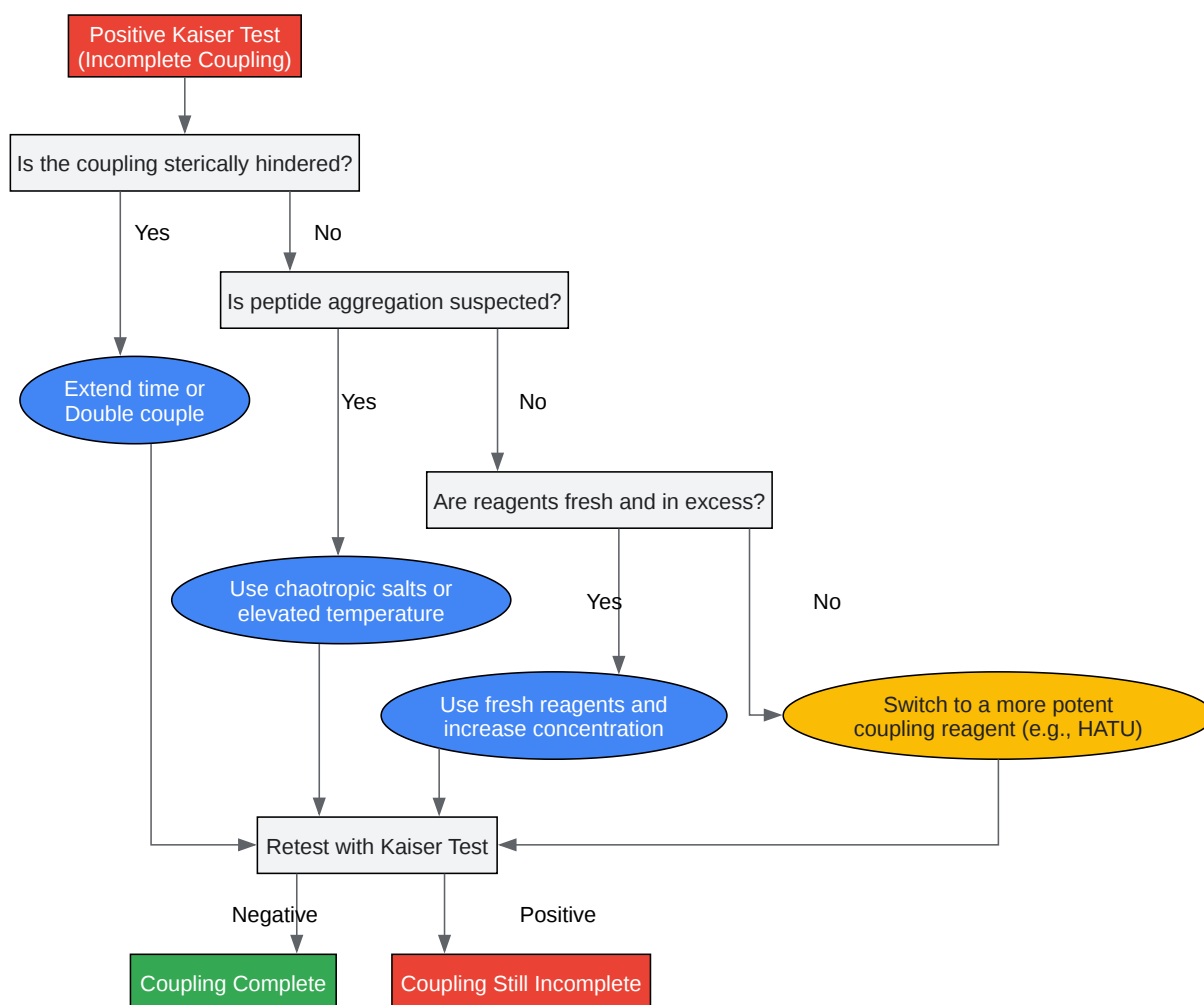 Positive Kaiser Test
(Incomplete Coupling)
Is the coupling sterically hindered?
Yes
No
Is peptide aggregation suspected?
Extend time or
Double couple
Yes
No
Are reagents fresh and in excess?
Use chaotropic salts or
elevated temperature
Yes
No
Use fresh reagents and
increase concentration
Switch to a more potent
coupling reagent (e.g., HATU)
Retest with Kaiser Test
Negative
Positive
Coupling Complete
Coupling Still Incomplete